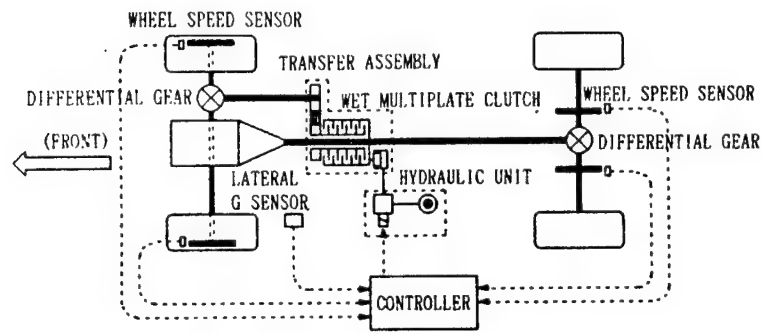 WHEEL SPEED SENSOR
TRANSFER ASSEMBLY
DIFFERENTIAL GEAR
WET MULTIPLATE CLUTCH
WHEEL SPEED SENSOR
(FRONT)
DIFFERENTIAL GEAR
LATERAL
G SENSOR
HYDRAULIC UNIT
CONTROLLER